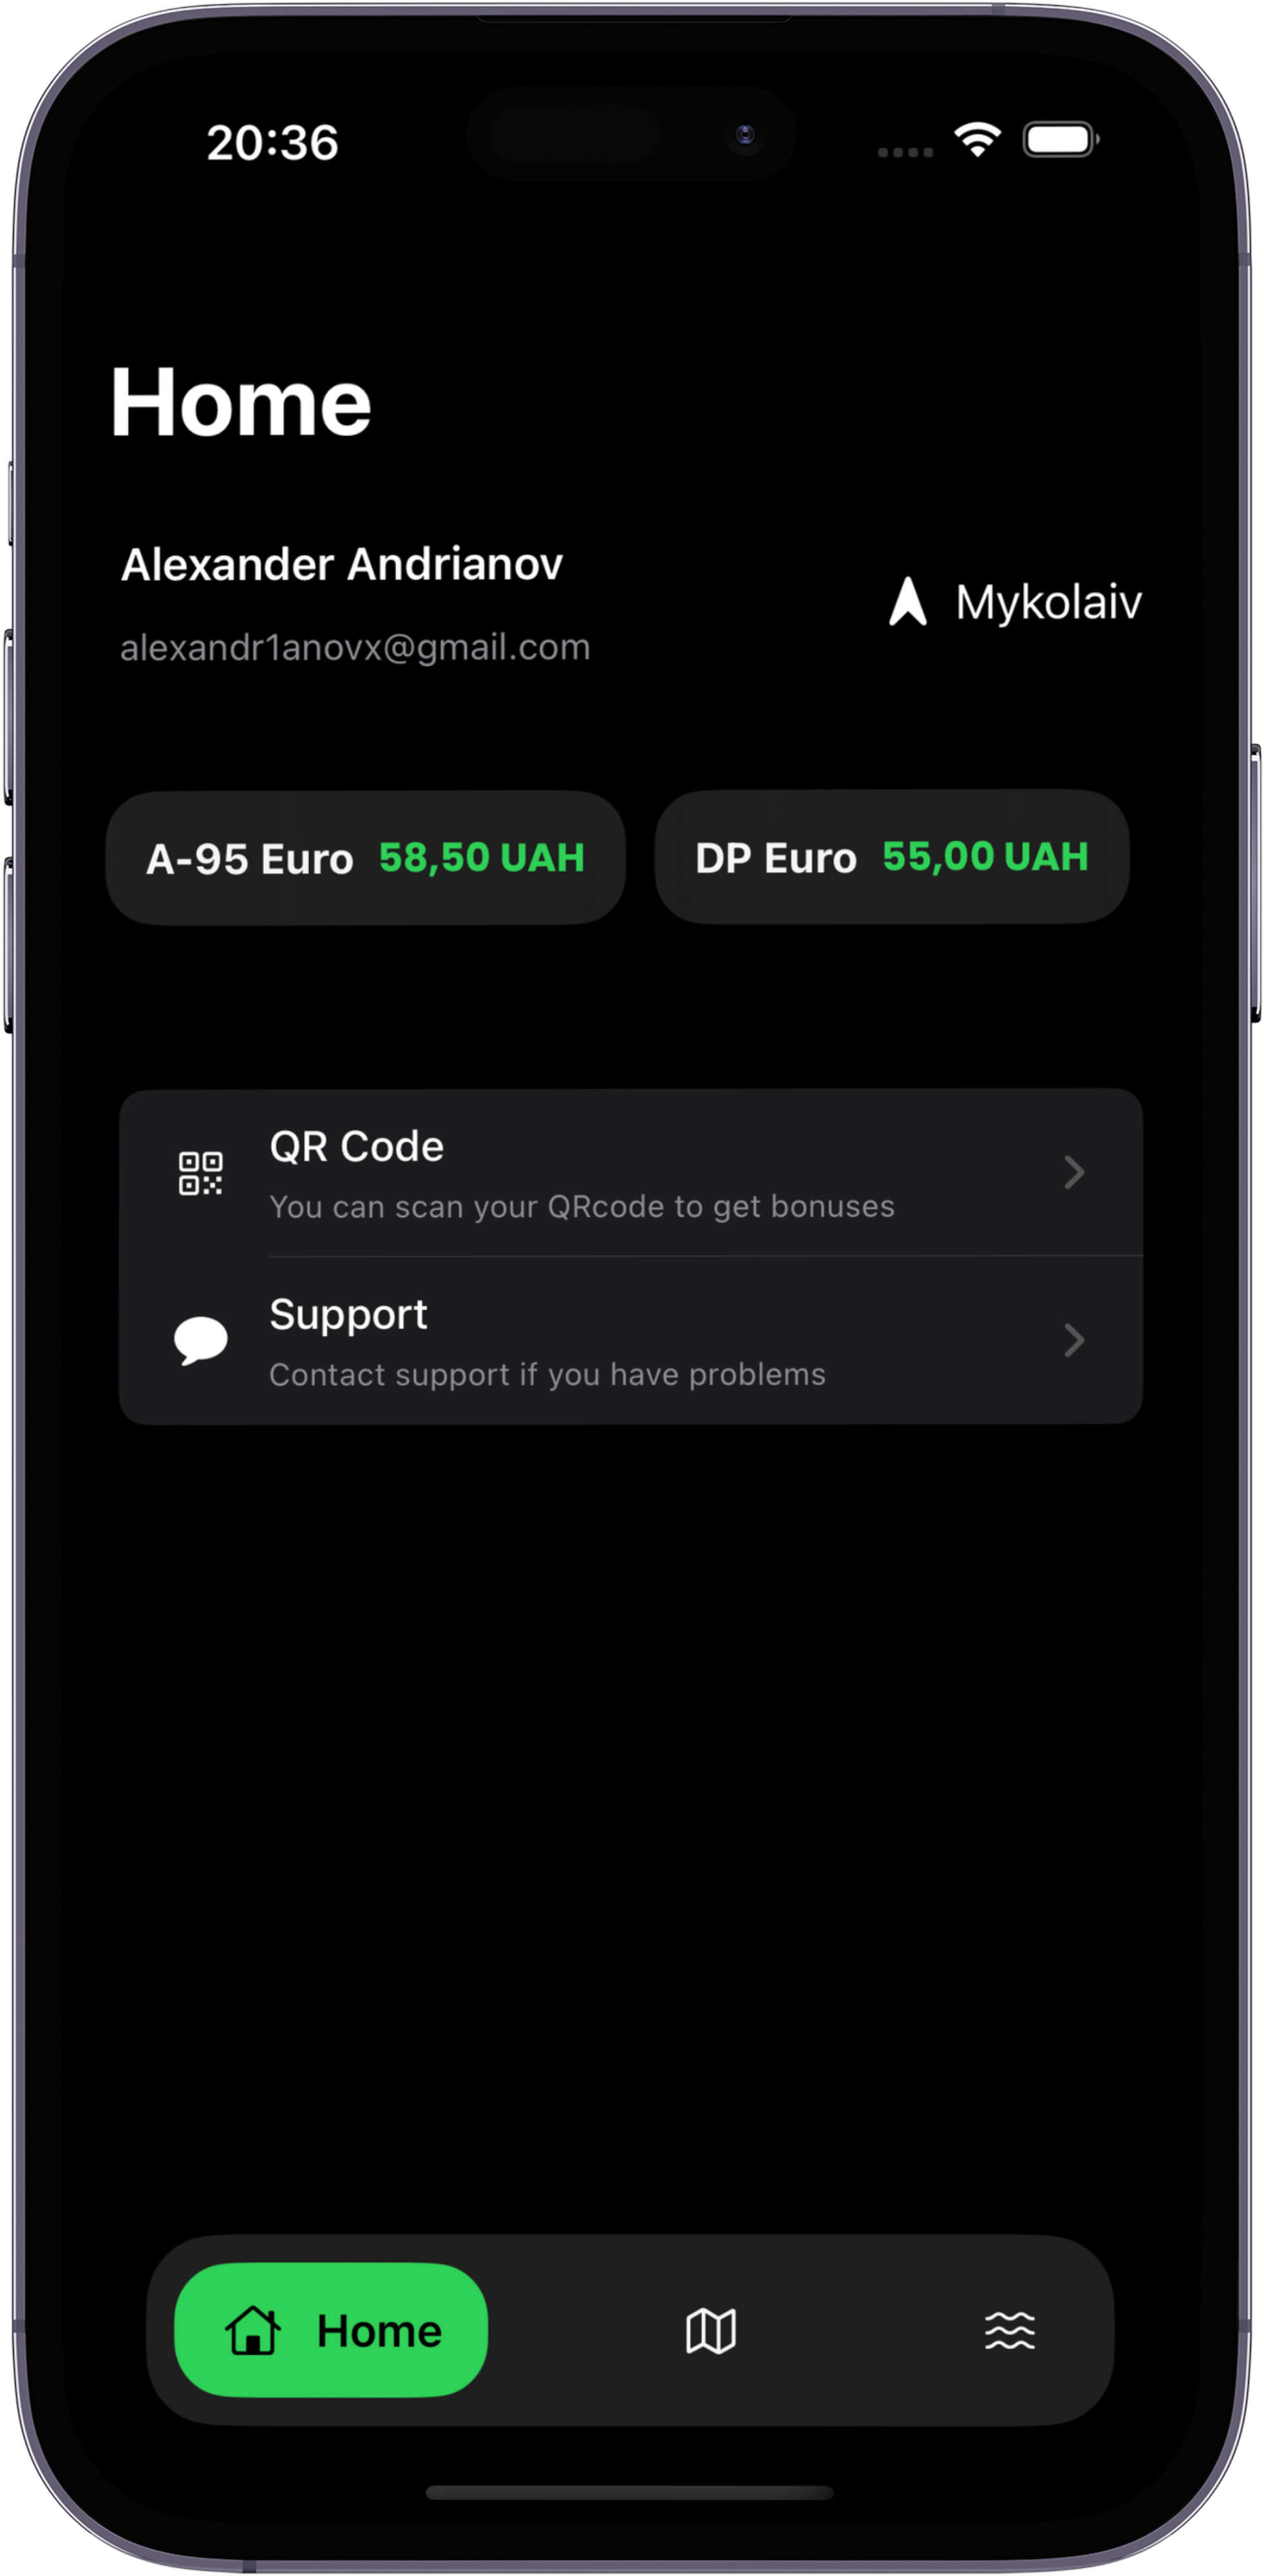 20:36
Home
Alexander Andrianov
alexandr1anovx@gmail.com
Mykolaiv
A-95 Euro 58,50 UAH
DP Euro 55,00 UAH
QR Code
You can scan your QRcode to get bonuses
Support
Contact support if you have problems
Home